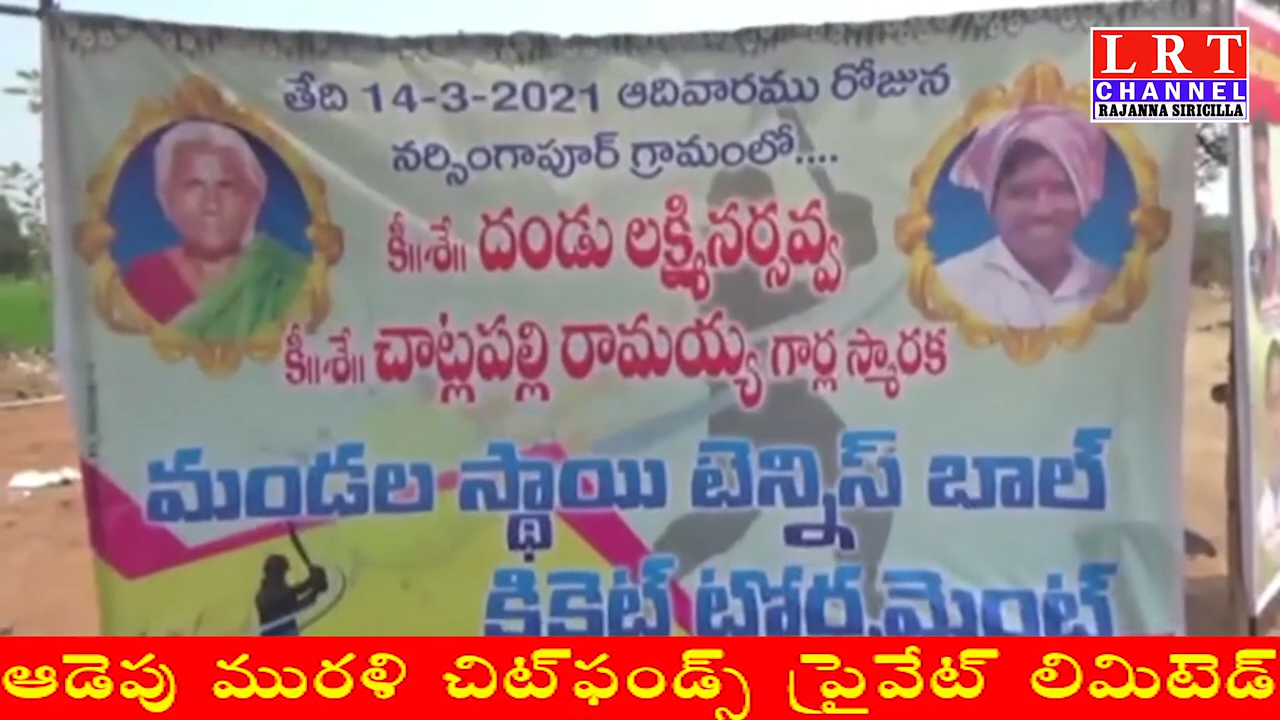 తేది 14-3-2021 ఆదివారము రోజున
నర్సింగాపూర్ గ్రామంలో....
కీ॥శే॥ దండు లక్ష్మినర్సవ్వ
కీ॥శే॥ చాట్లపల్లి రామయ్య గార్ల స్మారక
మండల స్థాయి టెన్నిస్ బాల్
క్రికెట్ టోర్నమెంట్
LRT
CHANNEL
RAJANNA SIRICILLA
ఆడెపు మురళి చిట్‌ఫండ్స్ ప్రైవేట్ లిమిటెడ్